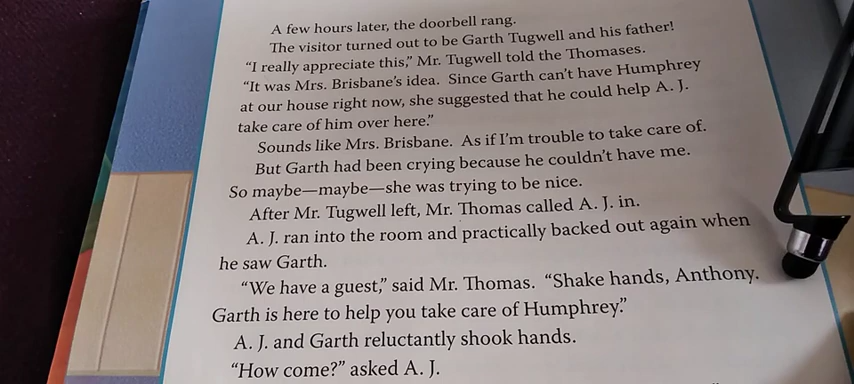 A few hours later, the doorbell rang.
The visitor turned out to be Garth Tugwell and his father!
“I really appreciate this,” Mr. Tugwell told the Thomases.
“It was Mrs. Brisbane’s idea. Since Garth can’t have Humphrey
at our house right now, she suggested that he could help A. J.
take care of him over here.”
Sounds like Mrs. Brisbane. As if I’m trouble to take care of.
But Garth had been crying because he couldn’t have me.
So maybe—maybe—she was trying to be nice.
After Mr. Tugwell left, Mr. Thomas called A. J. in.
A. J. ran into the room and practically backed out again when
he saw Garth.
“We have a guest,” said Mr. Thomas. “Shake hands, Anthony.
Garth is here to help you take care of Humphrey.”
A. J. and Garth reluctantly shook hands.
“How come?” asked A. J.